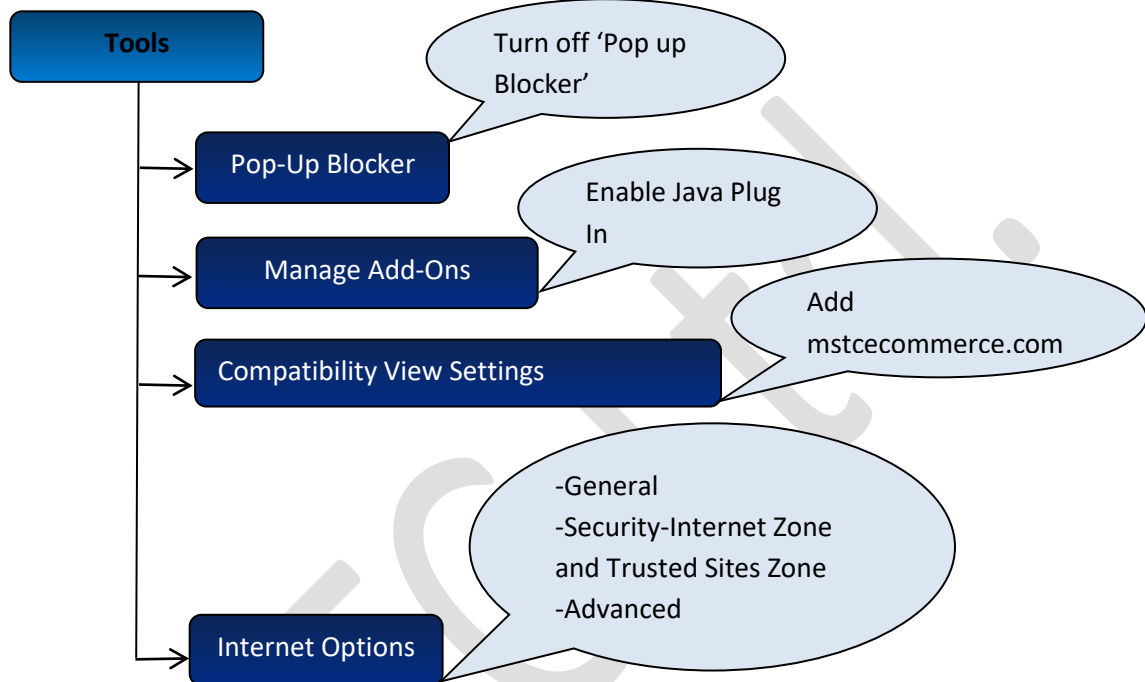 Tools
Turn off ‘Pop up
Blocker’
Pop-Up Blocker
Enable Java Plug
In
Manage Add-Ons
Add
mstcecommerce.com
Compatibility View Settings
-General
-Security-Internet Zone
and Trusted Sites Zone
-Advanced
Internet Options